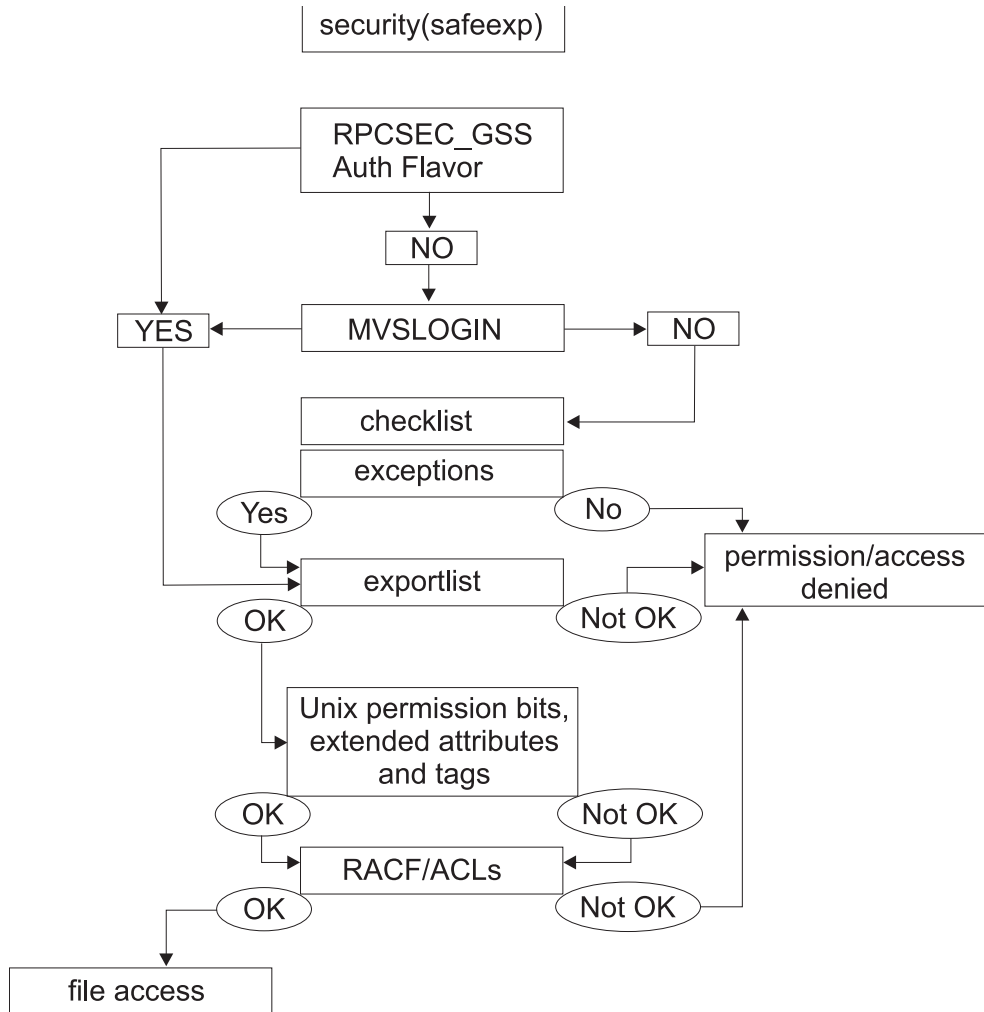 security(safeexp)
RPCSEC_GSS
Auth Flavor
NO
YES
MVSLOGIN
NO
checklist
exceptions
Yes
No
permission/access
denied
exportlist
OK
Not OK
Unix permission bits,
extended attributes
and tags
OK
Not OK
RACF/ACLs
OK
Not OK
file access